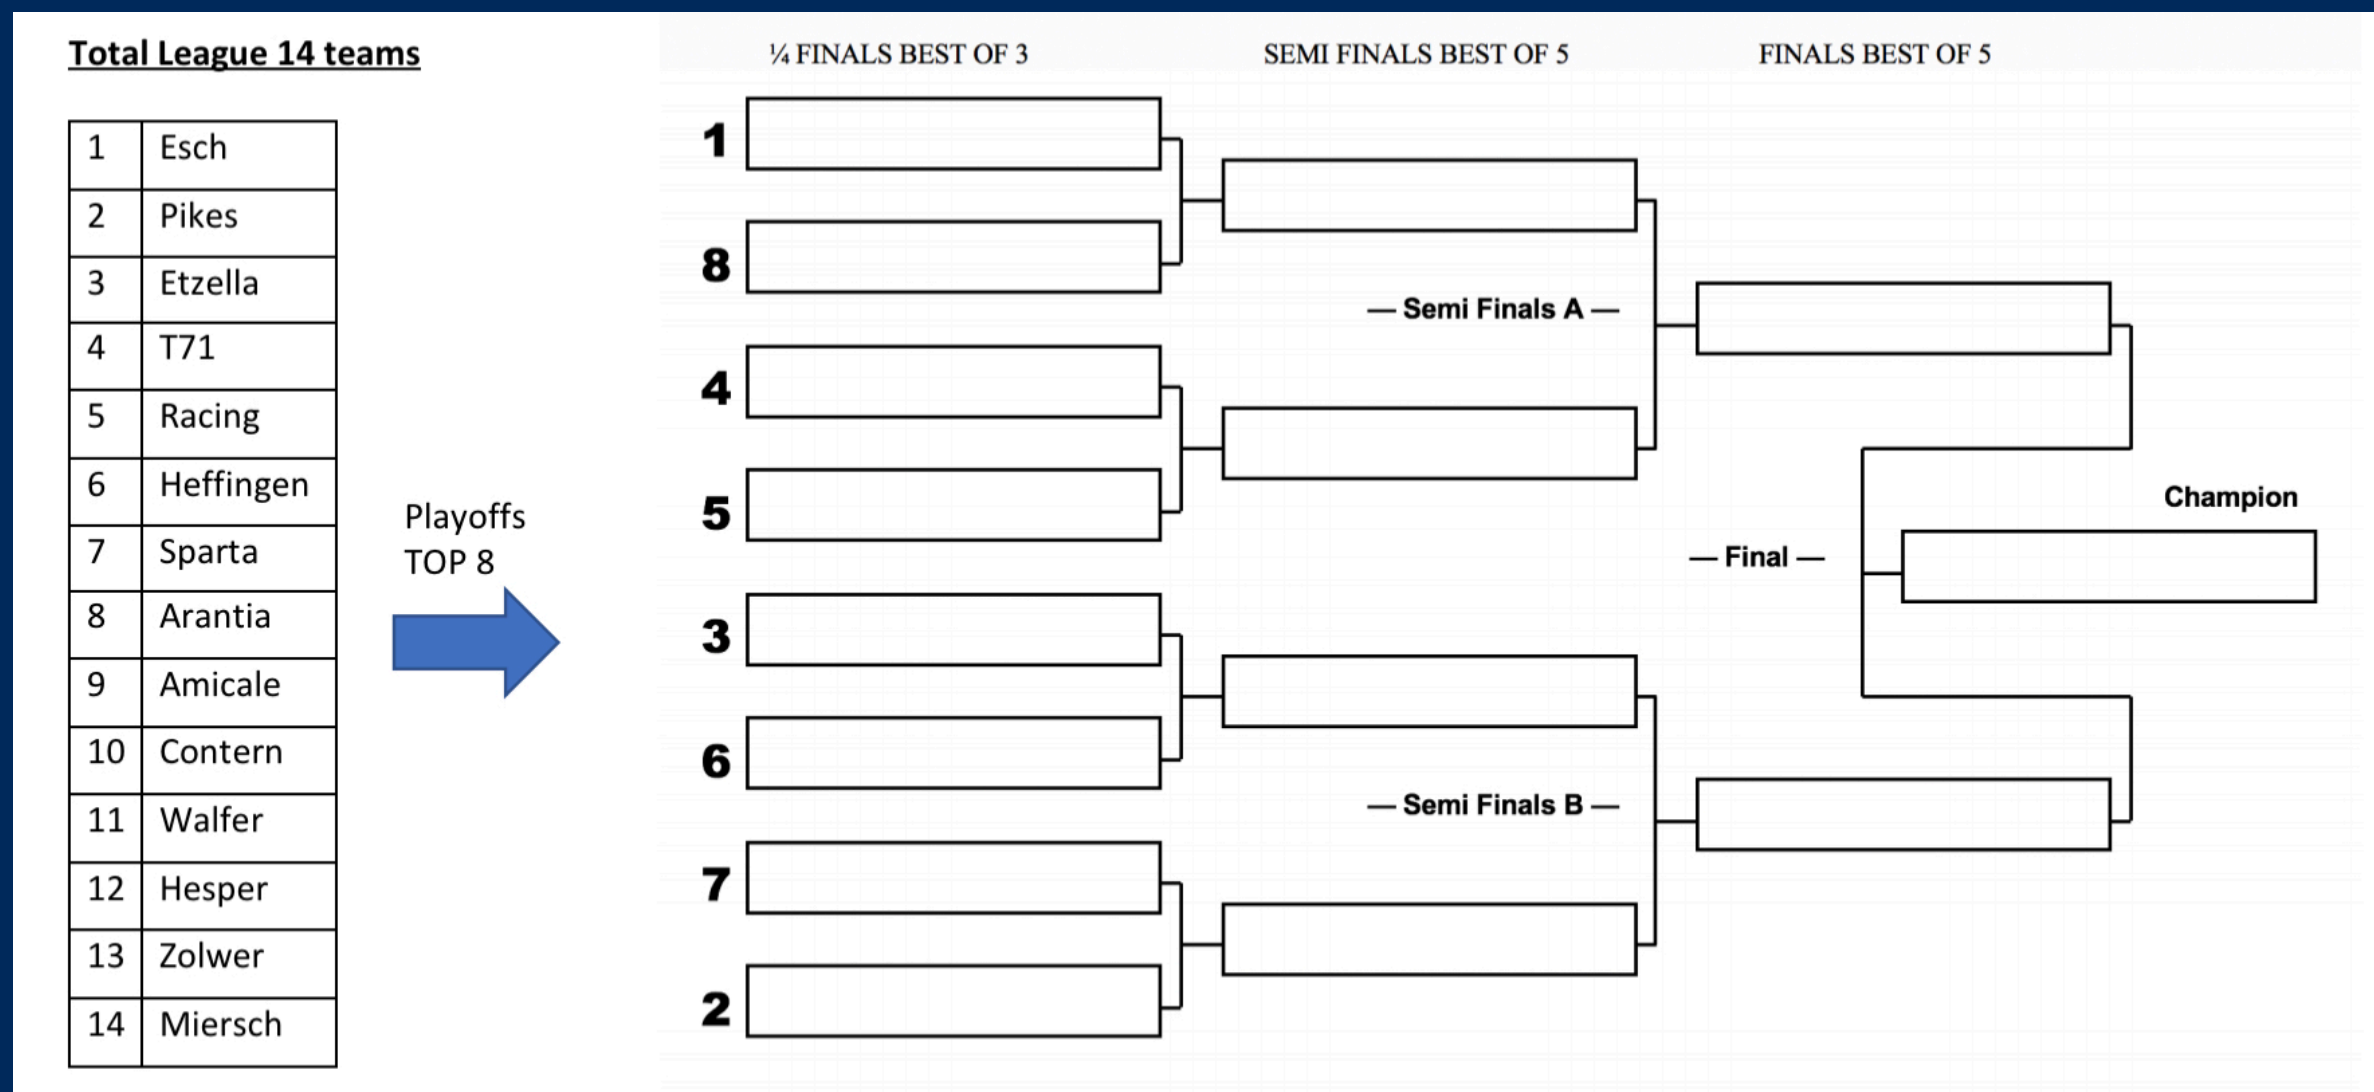 Total League 14 teams
1 Esch
2 Pikes
3 Etzella
4 T71
5 Racing
6 Heffingen
7 Sparta
8 Arantia
9 Amicale
10 Contern
11 Walfer
12 Hesper
13 Zolwer
14 Miersch
Playoffs
TOP 8
¼ FINALS BEST OF 3
SEMI FINALS BEST OF 5
FINALS BEST OF 5
1
8
4
5
3
6
7
2
— Semi Finals A —
— Semi Finals B —
— Final —
Champion